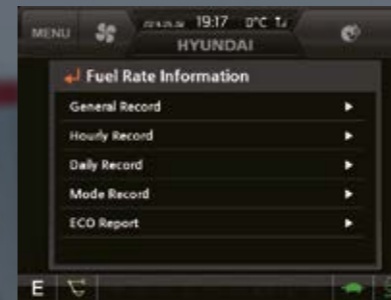 MENU 19:17 0°C
HYUNDAI
Fuel Rate Information
General Record
Hourly Record
Daily Record
Mode Record
ECO Report
E